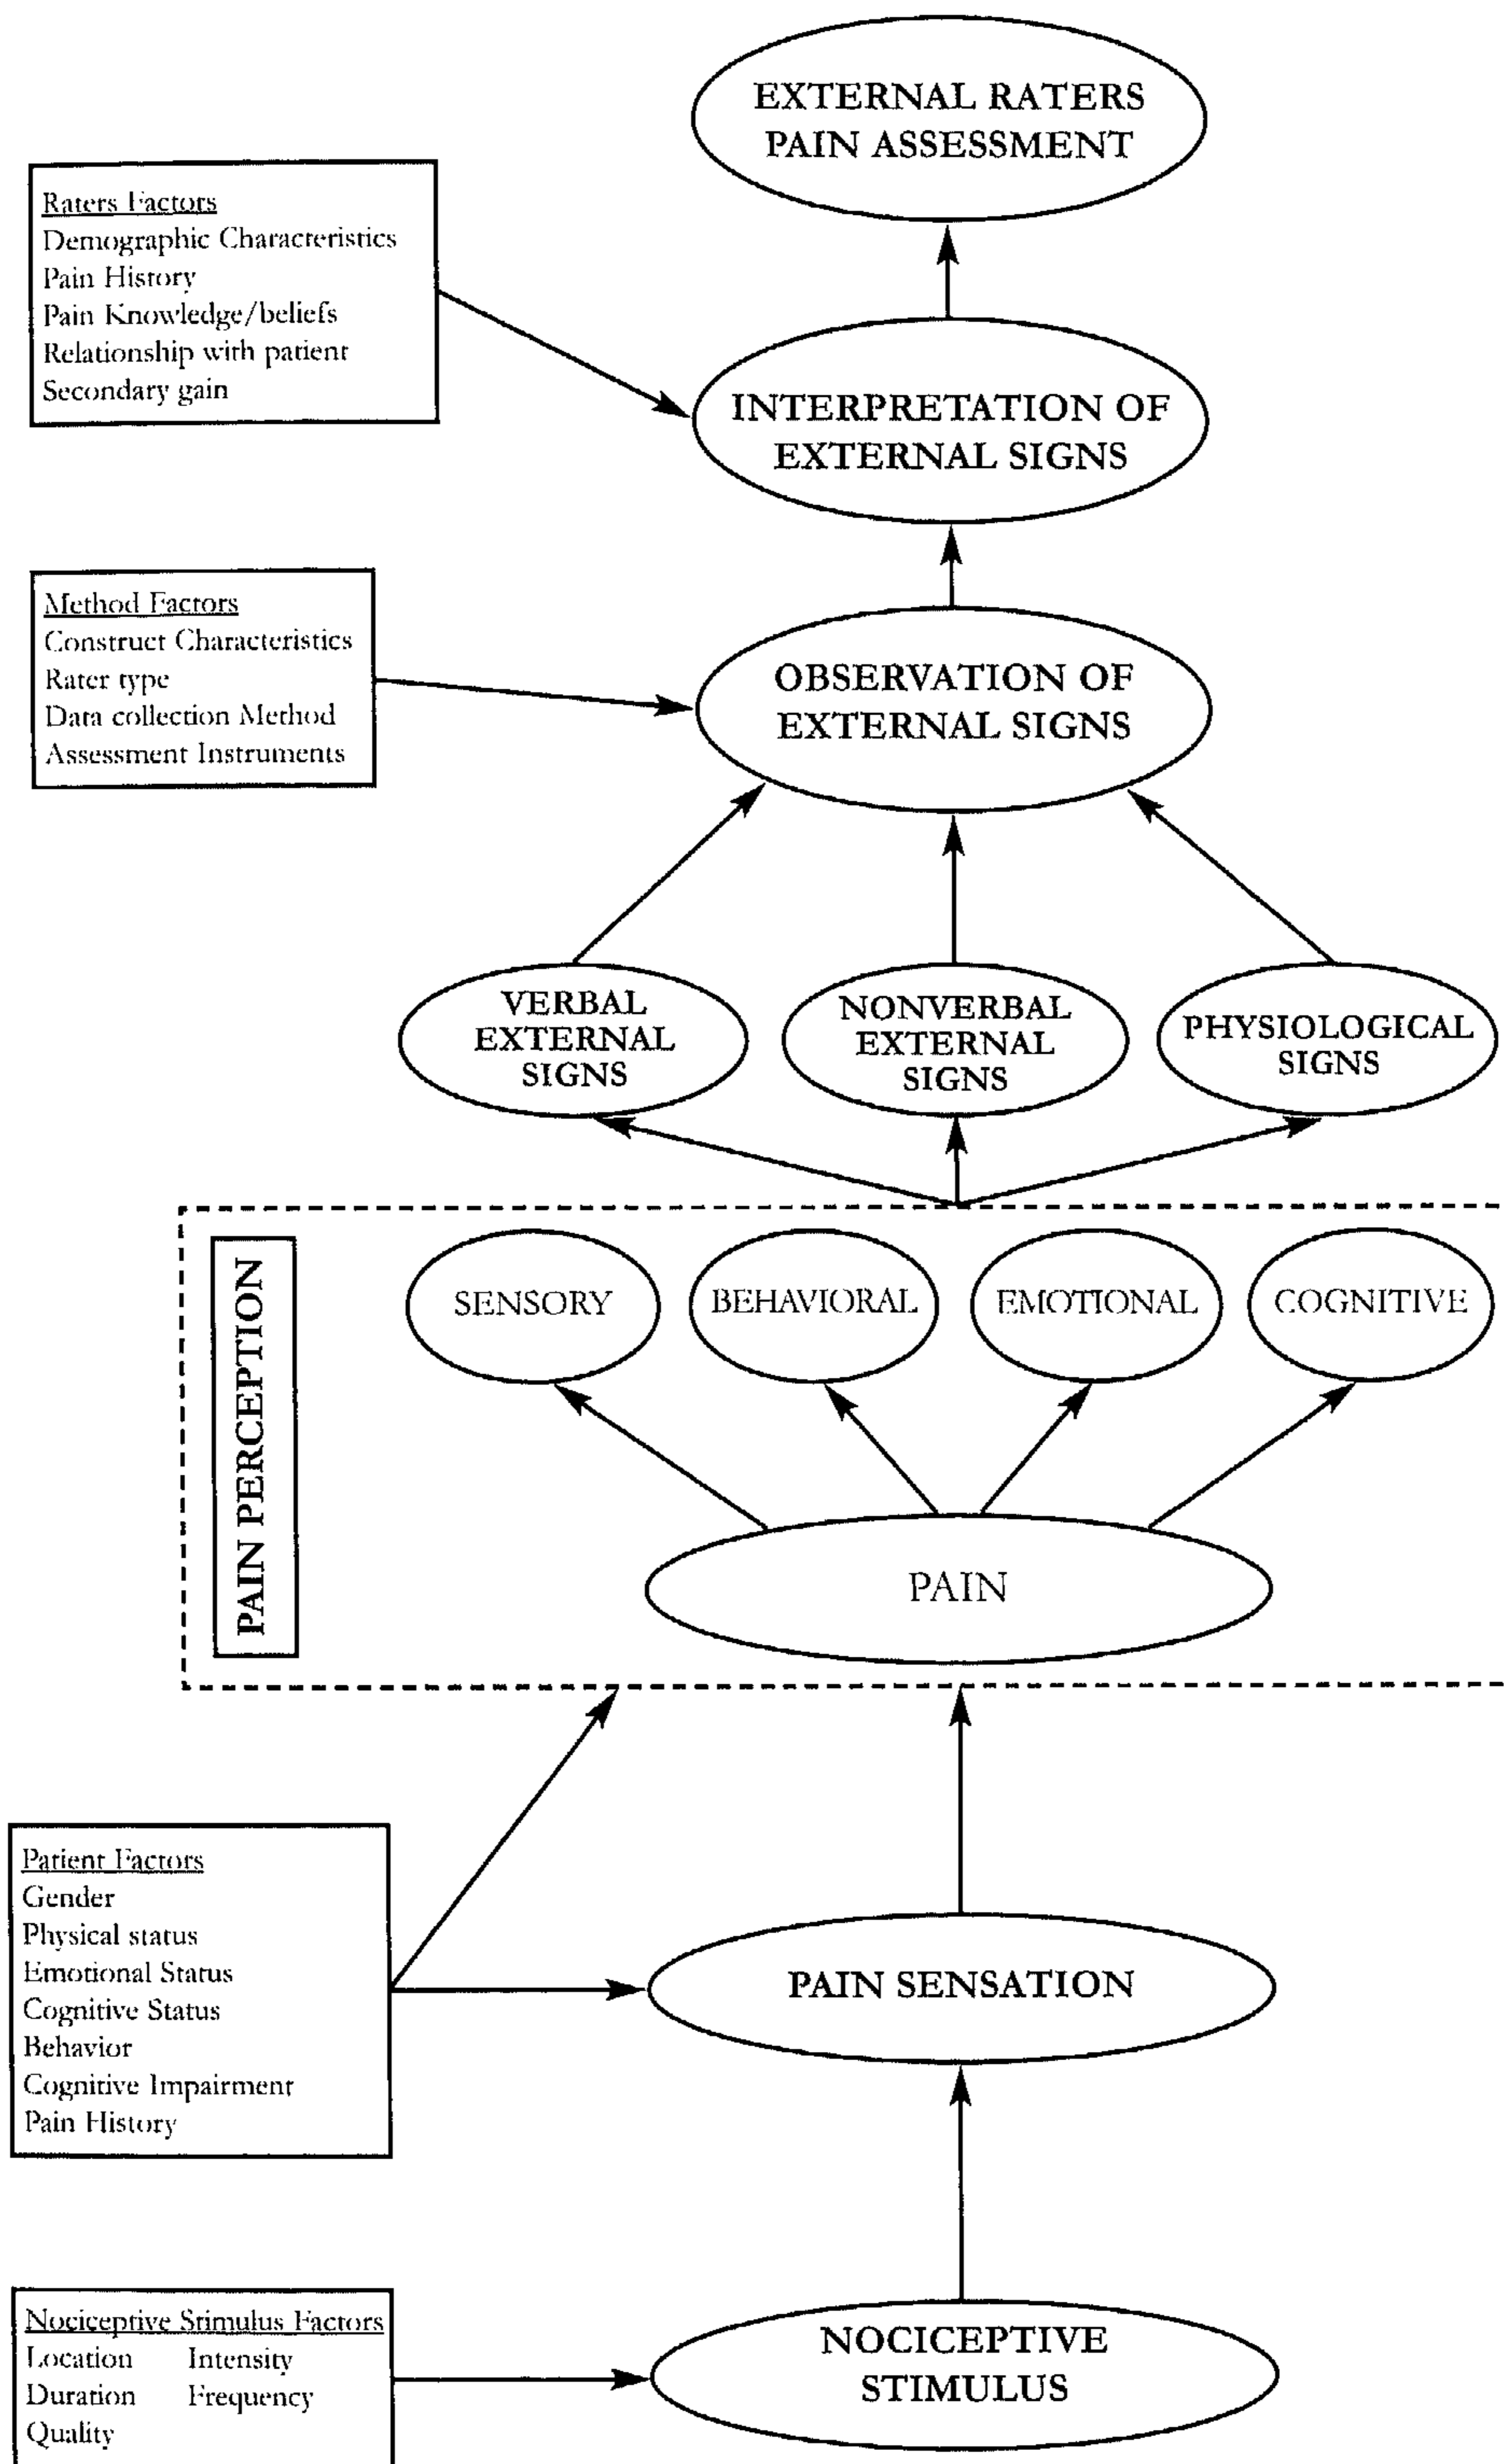 EXTERNAL RATERS
PAIN ASSESSMENT
Raters Factors
Demographic Characteristics
Pain History
Pain Knowledge/beliefs
Relationship with patient
Secondary gain
INTERPRETATION OF
EXTERNAL SIGNS
Method Factors
Construct Characteristics
Rater type
Data collection Method
Assessment Instruments
OBSERVATION OF
EXTERNAL SIGNS
VERBAL
EXTERNAL
SIGNS
NONVERBAL
EXTERNAL
SIGNS
PHYSIOLOGICAL
SIGNS
PAIN PERCEPTION
SENSORY
BEHAVIORAL
EMOTIONAL
COGNITIVE
PAIN
Patient Factors
Gender
Physical status
Emotional Status
Cognitive Status
Behavior
Cognitive Impairment
Pain History
PAIN SENSATION
Nociceptive Stimulus Factors
Location Intensity
Duration Frequency
Quality
NOCICEPTIVE
STIMULUS